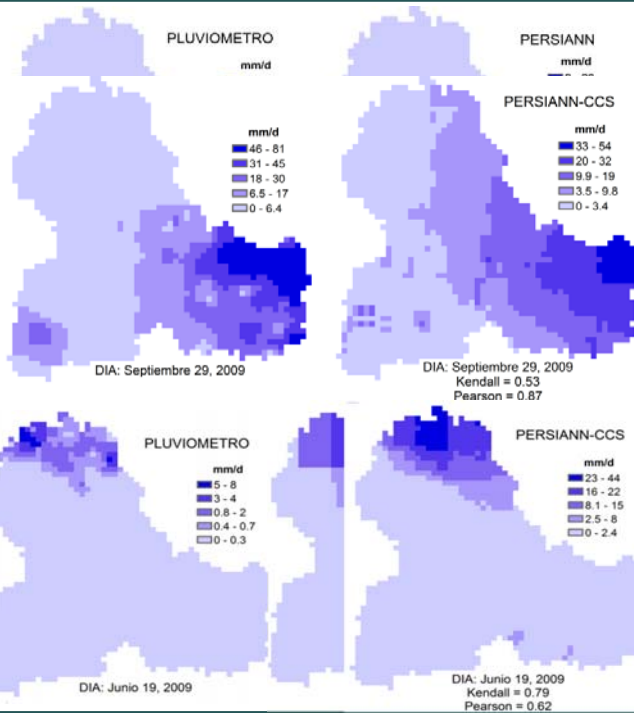 PLUVIOMETRO
mm/d
PERSIANN
mm/d
mm/d
46 - 81
31 - 45
18 - 30
6.5 - 17
0 - 6.4
DIA: Septiembre 29, 2009
PERSIANN-CCS
mm/d
33 - 54
20 - 32
9.9 - 19
3.5 - 9.8
0 - 3.4
DIA: Septiembre 29, 2009
Kendall = 0.53
Pearson = 0.87
PLUVIOMETRO
mm/d
5 - 8
3 - 4
0.8 - 2
0.4 - 0.7
0 - 0.3
DIA: Junio 19, 2009
PERSIANN-CCS
mm/d
23 - 44
16 - 22
8.1 - 15
2.5 - 8
0 - 2.4
DIA: Junio 19, 2009
Kendall = 0.79
Pearson = 0.62